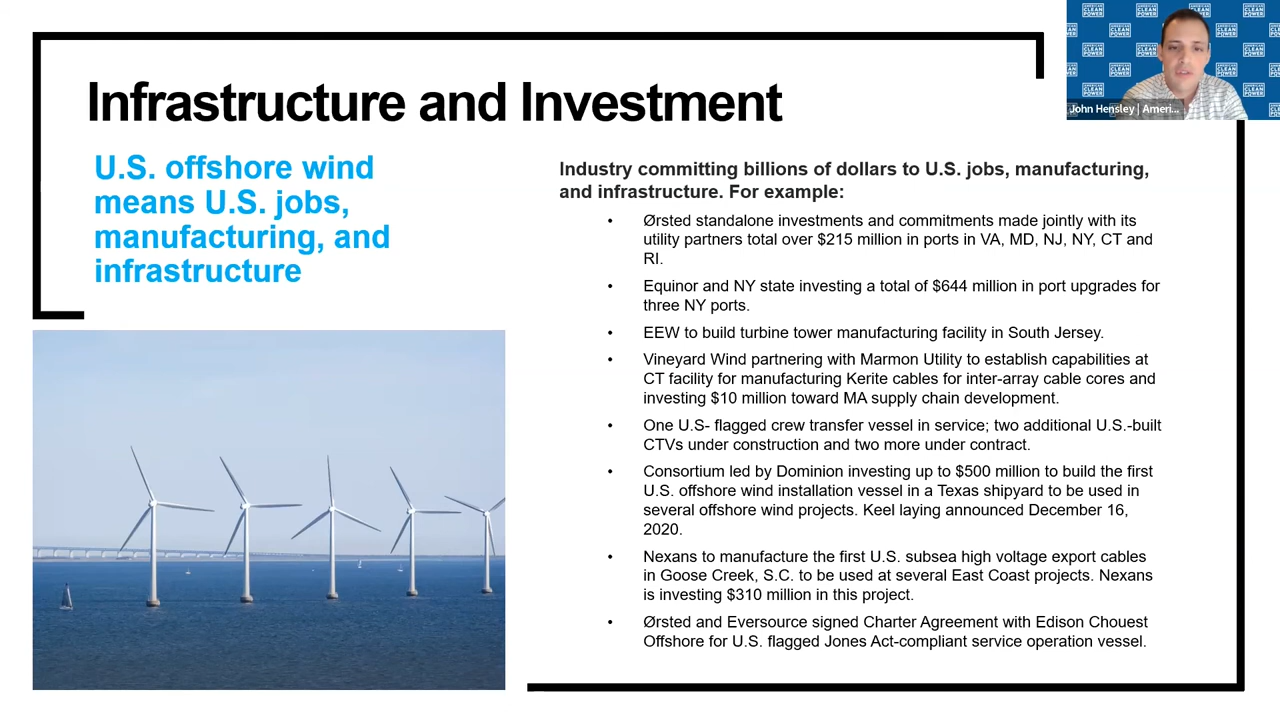 Infrastructure and Investment
U.S. offshore wind
means U.S. jobs,
manufacturing, and
infrastructure
Industry committing billions of dollars to U.S. jobs, manufacturing,
and infrastructure. For example:
• Ørsted standalone investments and commitments made jointly with its
utility partners total over $215 million in ports in VA, MD, NJ, NY, CT and
RI.
• Equinor and NY state investing a total of $644 million in port upgrades for
three NY ports.
• EEW to build turbine tower manufacturing facility in South Jersey.
• Vineyard Wind partnering with Marmon Utility to establish capabilities at
CT facility for manufacturing Kerite cables for inter-array cable cores and
investing $10 million toward MA supply chain development.
• One U.S- flagged crew transfer vessel in service; two additional U.S.-built
CTVs under construction and two more under contract.
• Consortium led by Dominion investing up to $500 million to build the first
U.S. offshore wind installation vessel in a Texas shipyard to be used in
several offshore wind projects. Keel laying announced December 16,
2020.
• Nexans to manufacture the first U.S. subsea high voltage export cables
in Goose Creek, S.C. to be used at several East Coast projects. Nexans
is investing $310 million in this project.
• Ørsted and Eversource signed Charter Agreement with Edison Chouest
Offshore for U.S. flagged Jones Act-compliant service operation vessel.
AMERICAN
CLEAN
POWER
John Hensley | Ameri...